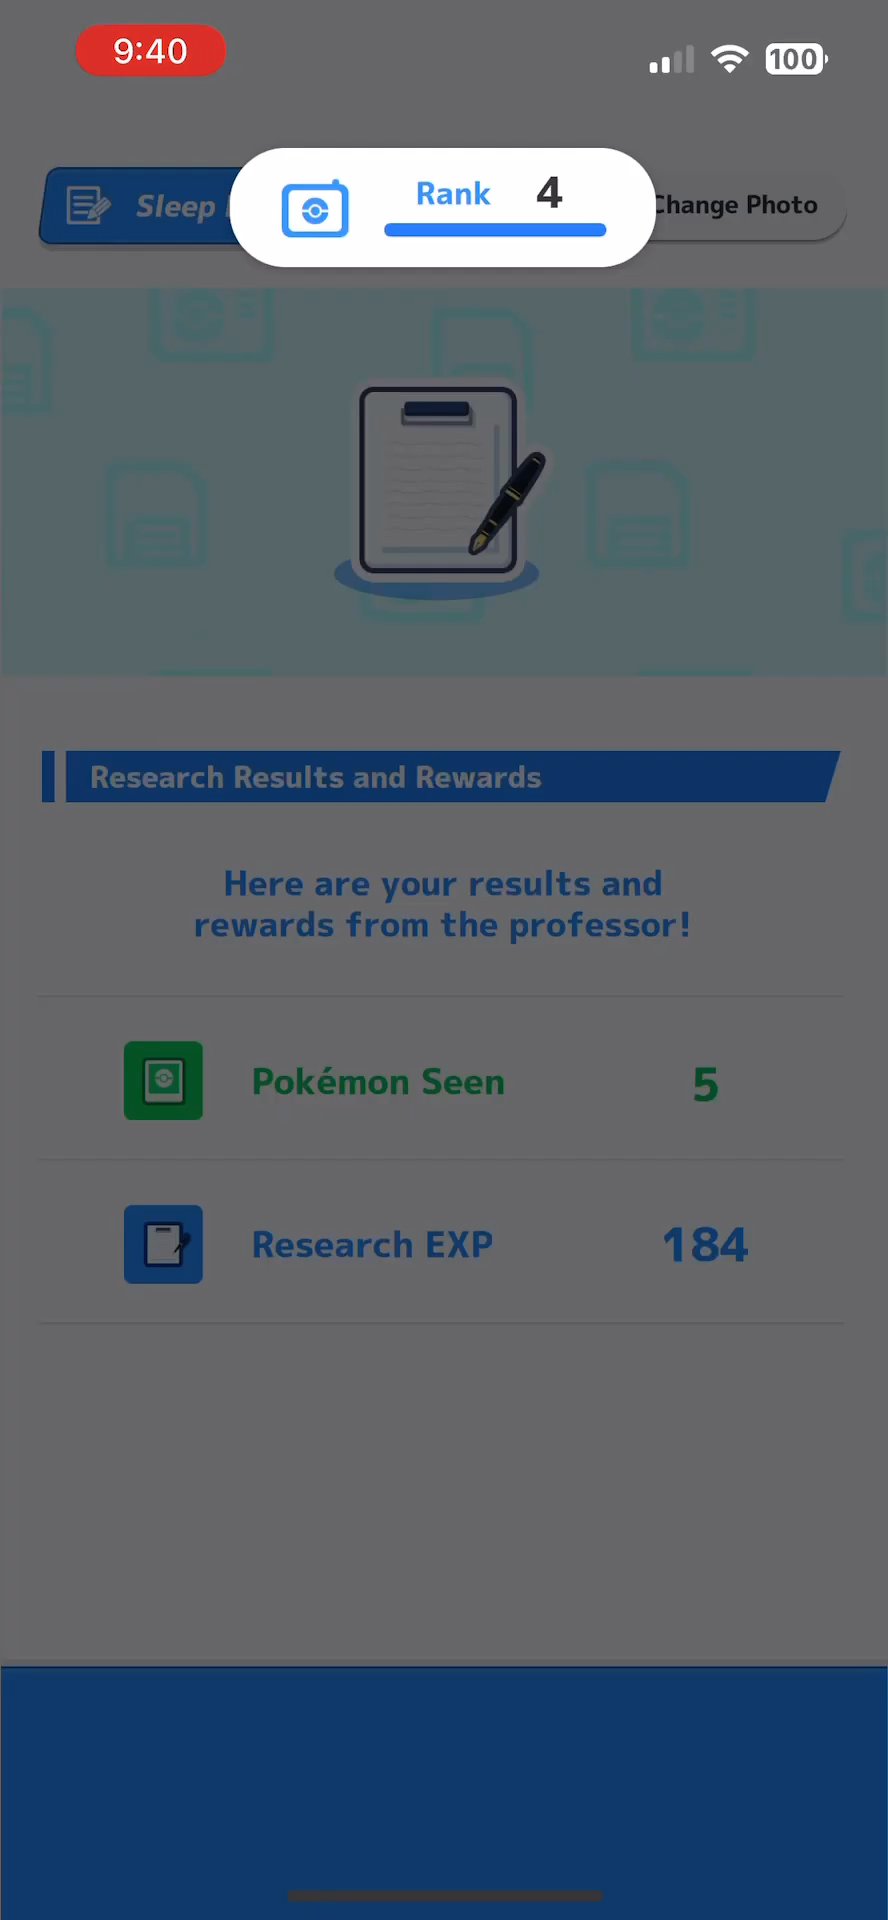 9:40
100
Sleep
Rank 4
Change Photo
Research Results and Rewards
Here are your results and
rewards from the professor!
Pokémon Seen 5
Research EXP 184